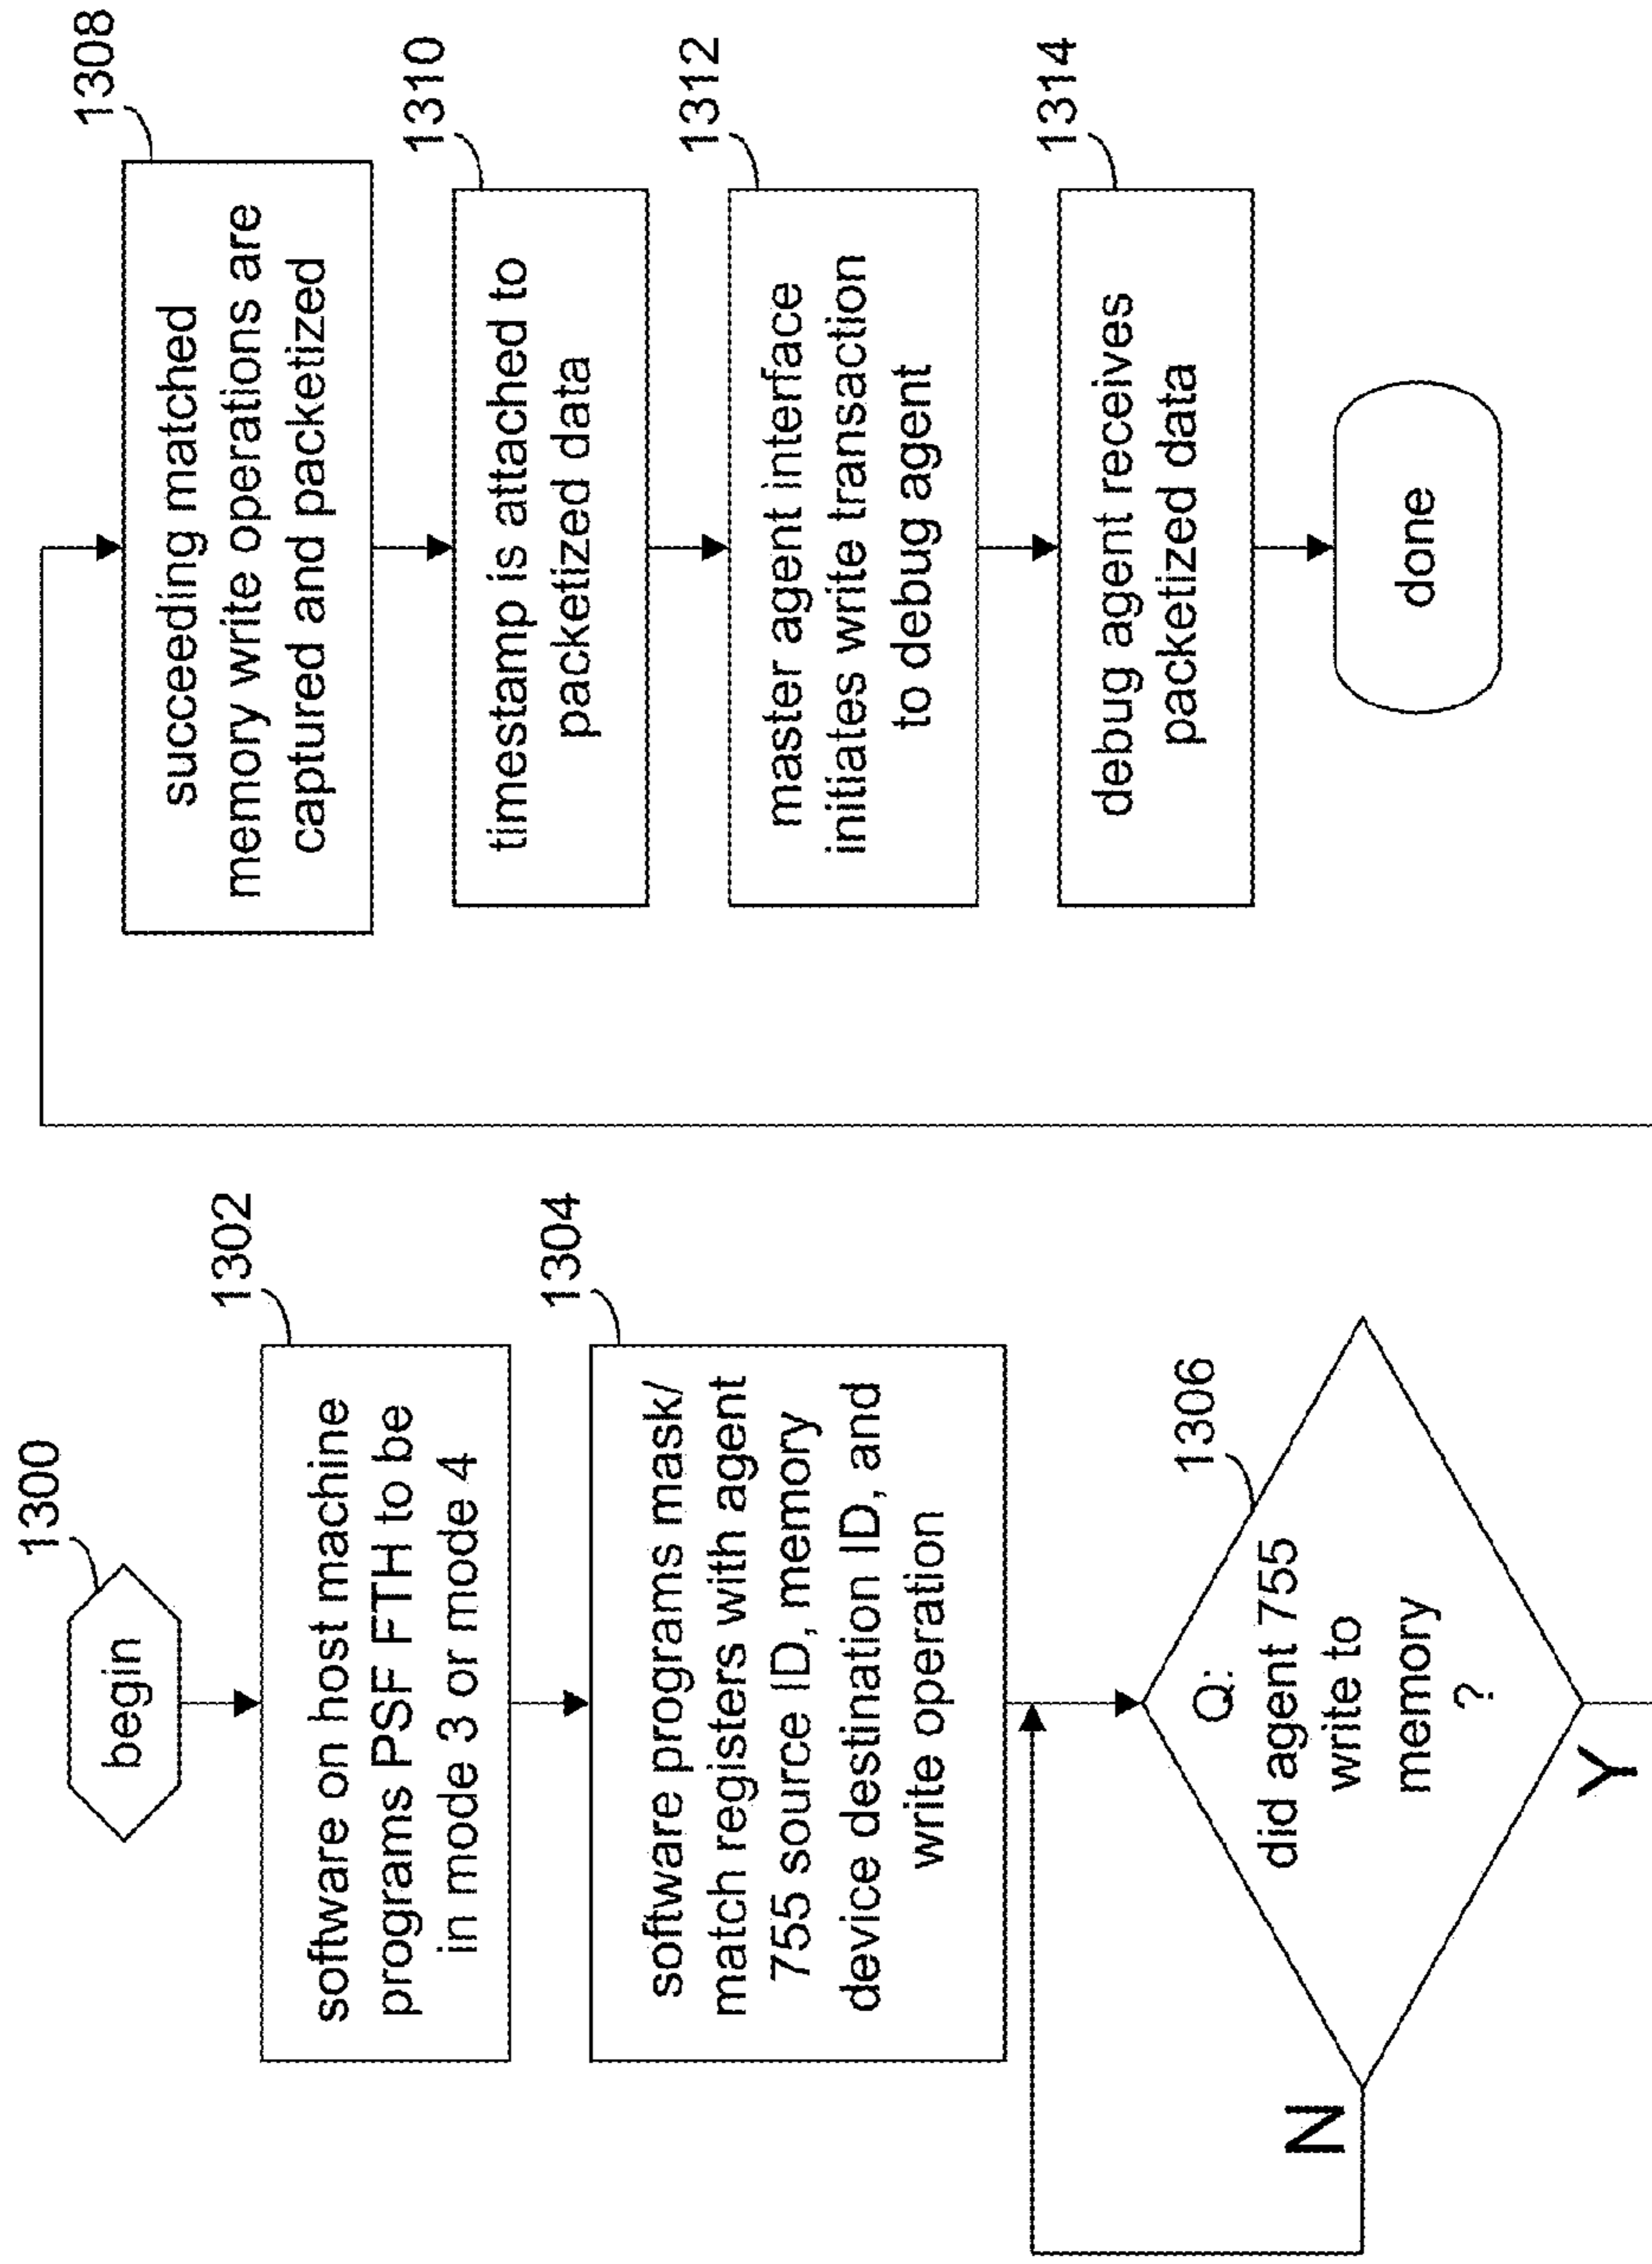 1300
begin
1302
software on host machine
programs PSF FTH to be
in mode 3 or mode 4
1304
software programs mask/
match registers with agent
755 source ID, memory
device destination ID, and
write operation
1306
Q:
did agent 755
write to
memory
?
N
Y
1308
succeeding matched
memory write operations are
captured and packetized
1310
timestamp is attached to
packetized data
1312
master agent interface
initiates write transaction
to debug agent
1314
debug agent receives
packetized data
done